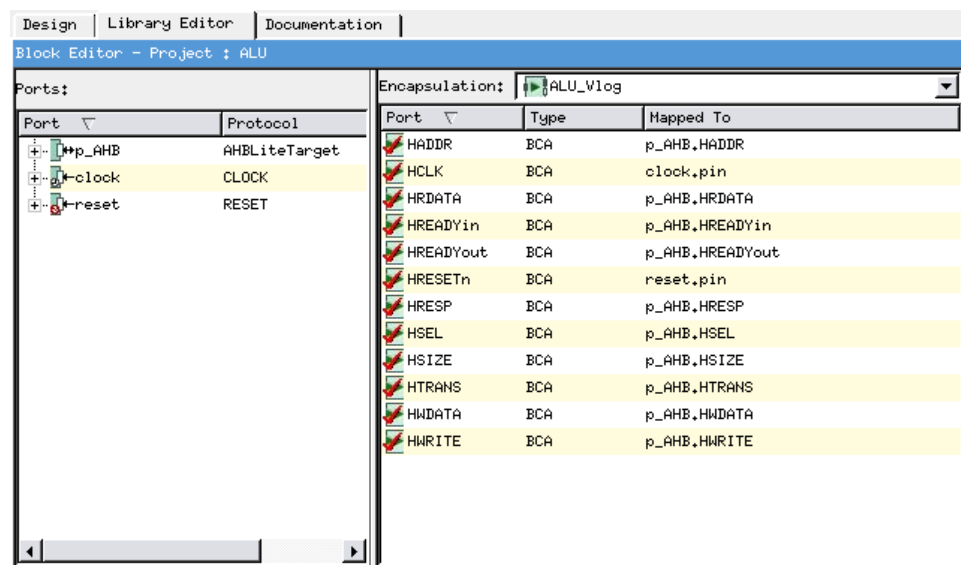 Design Library Editor Documentation
Block Editor - Project : ALU
Ports:
Port Protocol
p_AHB AHBLiteTarget
clock CLOCK
reset RESET
Encapsulation: ALU_Vlog
Port Type Mapped To
HADDR BCA p_AHB.HADDR
HCLK BCA clock.pin
HRDATA BCA p_AHB.HRDATA
HREADYin BCA p_AHB.HREADYin
HREADYout BCA p_AHB.HREADYout
HRESETn BCA reset.pin
HRESP BCA p_AHB.HRESP
HSEL BCA p_AHB.HSEL
HSIZE BCA p_AHB.HSIZE
HTRANS BCA p_AHB.HTRANS
HWDATA BCA p_AHB.HWDATA
HWRITE BCA p_AHB.HWRITE